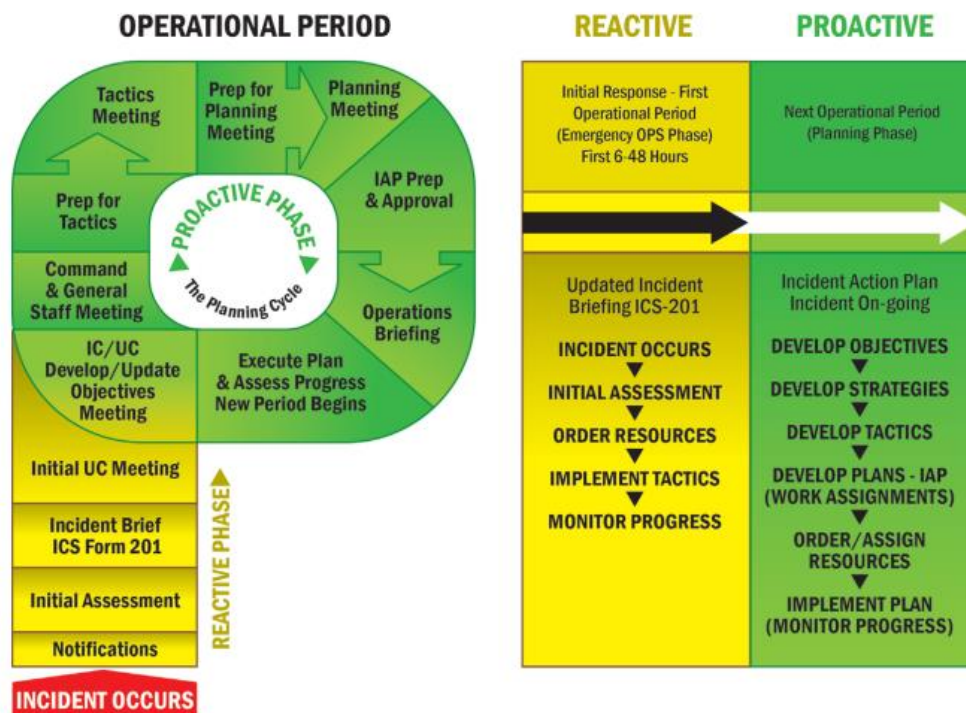 OPERATIONAL PERIOD
Tactics
Meeting
Prep for
Planning
Meeting
Planning
Meeting
IAP Prep
& Approval
Operations
Briefing
Execute Plan
& Assess Progress
New Period Begins
IC/UC
Develop/Update
Objectives
Meeting
Command
& General
Staff Meeting
Prep for
Tactics
PROACTIVE PHASE
The Planning Cycle
Initial UC Meeting
Incident Brief
ICS Form 201
Initial Assessment
Notifications
INCIDENT OCCURS
REACTIVE PHASE
REACTIVE
Initial Response - First
Operational Period
(Emergency OPS Phase)
First 6-48 Hours
Updated Incident
Briefing ICS-201
INCIDENT OCCURS
INITIAL ASSESSMENT
ORDER RESOURCES
IMPLEMENT TACTICS
MONITOR PROGRESS
PROACTIVE
Next Operational Period
(Planning Phase)
Incident Action Plan
Incident On-going
DEVELOP OBJECTIVES
DEVELOP STRATEGIES
DEVELOP TACTICS
DEVELOP PLANS - IAP
(WORK ASSIGNMENTS)
ORDER/ASSIGN
RESOURCES
IMPLEMENT PLAN
(MONITOR PROGRESS)